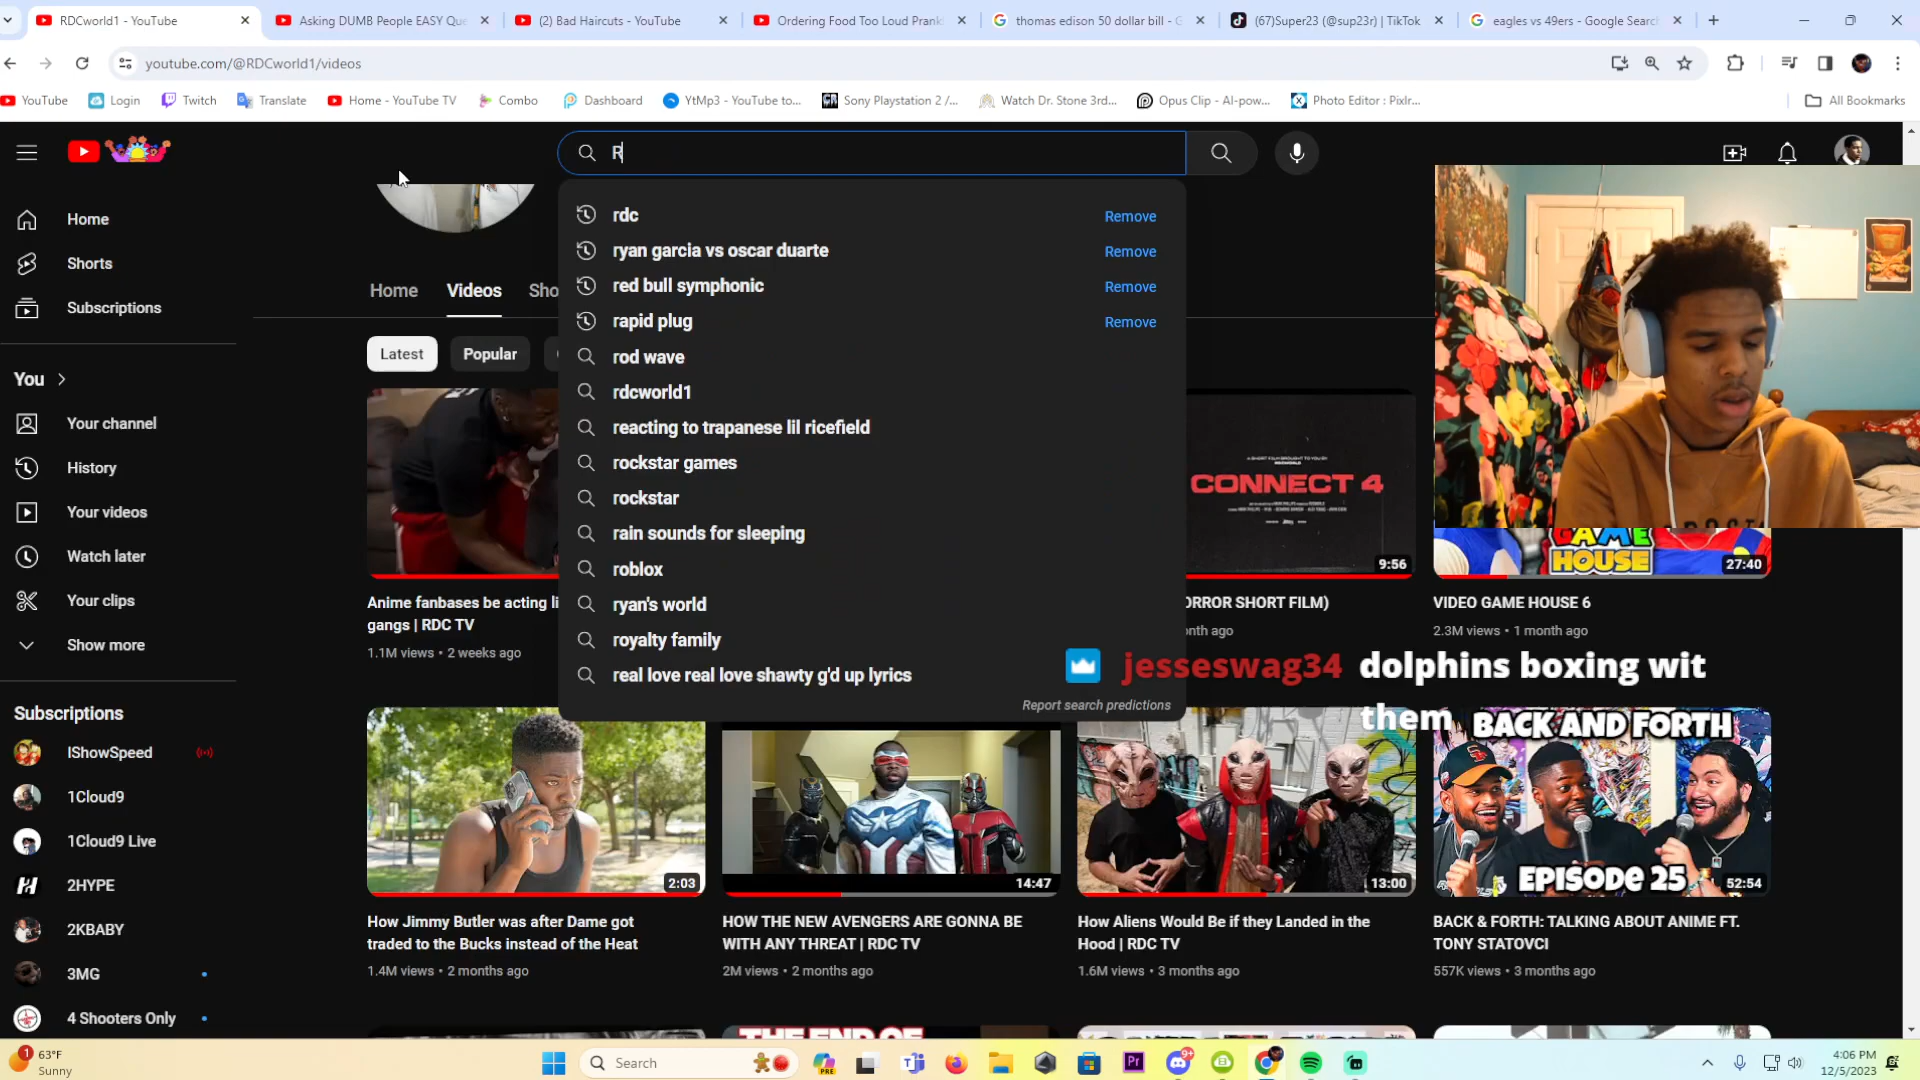 RDCworld1 - YouTube
Asking DUMB People EASY Que
(2) Bad Haircuts - YouTube
Ordering Food Too Loud Prank
thomas edison 50 dollar bill - G
(67)Super23 (@sup23r) | TikTok
eagles vs 49ers - Google Search
youtube.com/@RDCworld1/videos
YouTube
Login
Twitch
Translate
Home - YouTube TV
Combo
Dashboard
YtMp3 - YouTube to...
Sony Playstation 2 /...
Watch Dr. Stone 3rd...
Opus Clip - AI-pow...
Photo Editor : Pixlr...
All Bookmarks
R
rdc Remove
ryan garcia vs oscar duarte Remove
red bull symphonic Remove
rapid plug Remove
rod wave
rdcworld1
reacting to trapanese lil ricefield
rockstar games
rockstar
rain sounds for sleeping
roblox
ryan's world
royalty family
real love real love shawty g'd up lyrics
Report search predictions
Home
Shorts
Subscriptions
You
Your channel
History
Your videos
Watch later
Your clips
Show more
Subscriptions
IShowSpeed
1Cloud9
1Cloud9 Live
2HYPE
2KBABY
3MG
4 Shooters Only
Home Videos Sho
Latest Popular
Anime fanbases be acting li
gangs | RDC TV
1.1M views • 2 weeks ago
CONNECT 4
9:56
ORROR SHORT FILM)
nth ago
GAME
HOUSE
27:40
VIDEO GAME HOUSE 6
2.3M views • 1 month ago
jesseswag34 dolphins boxing wit
them
2:03
How Jimmy Butler was after Dame got
traded to the Bucks instead of the Heat
1.4M views • 2 months ago
14:47
HOW THE NEW AVENGERS ARE GONNA BE
WITH ANY THREAT | RDC TV
2M views • 2 months ago
13:00
How Aliens Would Be if they Landed in the
Hood | RDC TV
1.6M views • 3 months ago
BACK AND FORTH
EPISODE 25
52:54
BACK & FORTH: TALKING ABOUT ANIME FT.
TONY STATOVCI
557K views • 3 months ago
THE END OF
1
63°F
Sunny
Search
PRE
Pr
9+
4:06 PM
12/5/2023